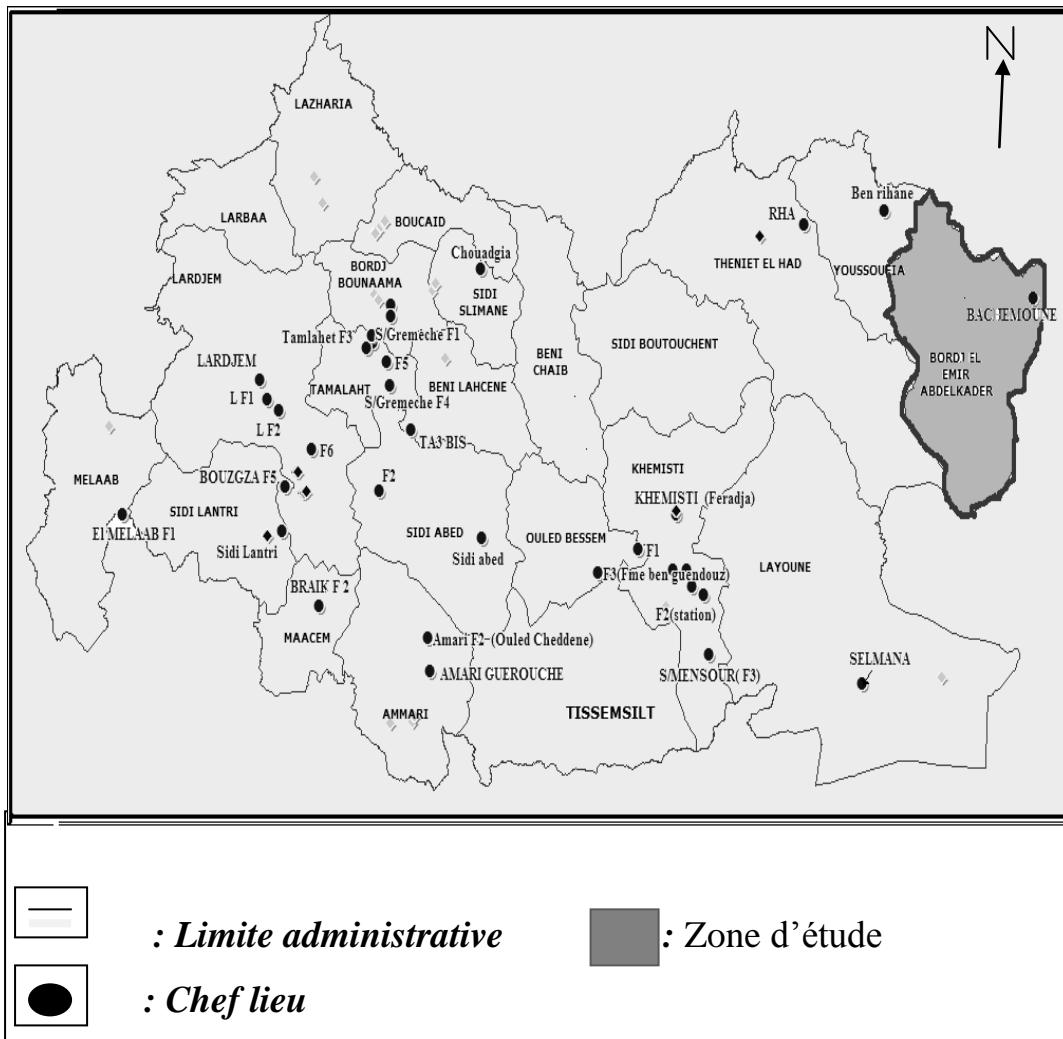 N
LAZHARIA
LARBAA
BOUCAID
Ben rihane
RHA
Chouadgia
BORDJ
BOUNAAMA
LARDJEM
THENIET EL HAD
YOUSSOUFIA
SIDI
SLIMANE
BACHEMOUNE
Tamlahet F3
S/Gremeche F1
SIDI BOUTOUCHENT
LARDJEM
F5
BENI
CHAIB
BORDJ EL
EMIR
ABDELKADER
TAMALAHT
BENI LAHCENE
L F1
S/Gremeche F4
L F2
TA3 BIS
F6
KHEMISTI
MELAAB
BOUZGZA F5
F2
KHEMISTI (Feradja)
SIDI LANTRI
El MELAAB F1
SIDI ABED
OULED BESSEM
Sidi Lantri
Sidi abed
F1
LAYOUNE
F3(Fme ben guendouz)
BRAIK F 2
F2(station)
MAACEM
Amari F2-(Ouled Cheddene)
SELMANA
AMARI GUEROUCHE
S/MENSOUR( F3)
AMMARI
TISSEMSILT
: Limite administrative
: Zone d'étude
: Chef lieu